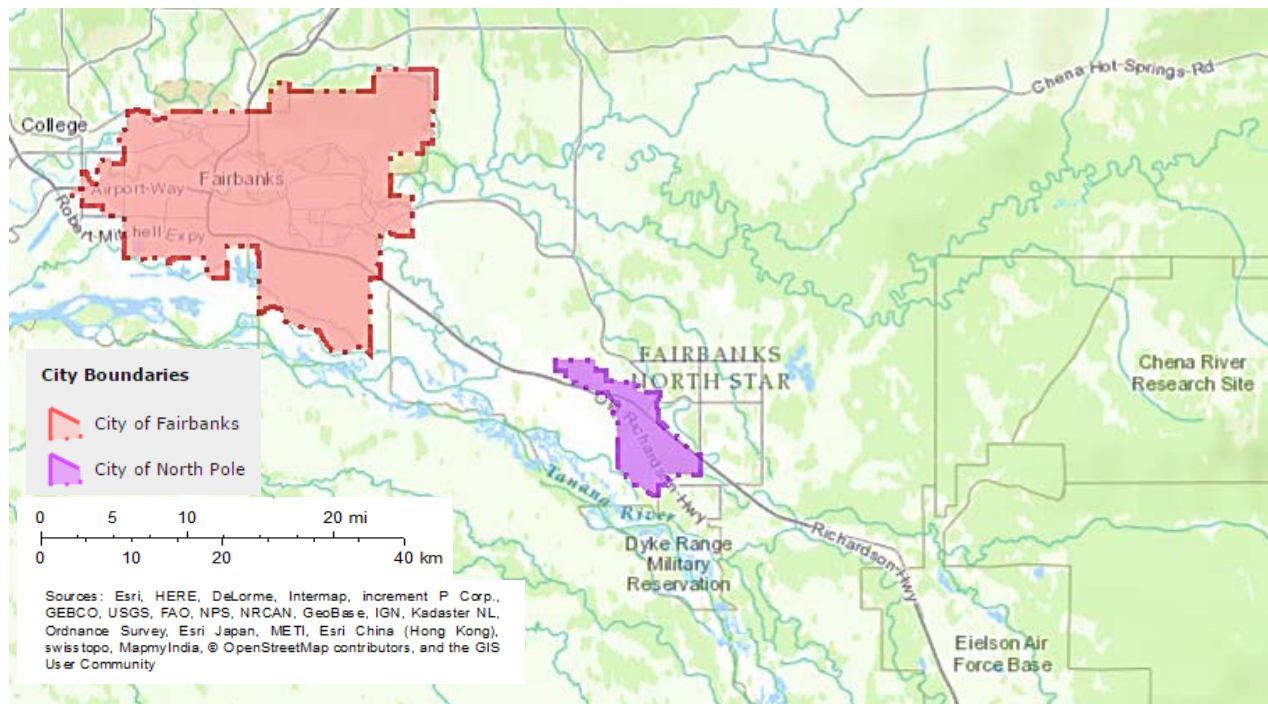 Chena Hot Springs Rd
College
Fairbanks
Airport-Way
Robert-Mitchell-Expy
FAIRBANKS
NORTH STAR
Chena River
Research Site
City Boundaries
City of Fairbanks
City of North Pole
Old Richardson-Hwy
Tanana River
Richardson-Hwy
Dyke Range
Military
Reservation
Eielson Air
Force Base
0 5 10 20 mi
0 10 20 40 km
Sources: Esri, HERE, DeLorme, Intermap, increment P Corp.,
GEBCO, USGS, FAO, NPS, NRCAN, GeoBase, IGN, Kadaster NL,
Ordnance Survey, Esri Japan, METI, Esri China (Hong Kong),
swisstopo, MapmyIndia, © OpenStreetMap contributors, and the GIS
User Community